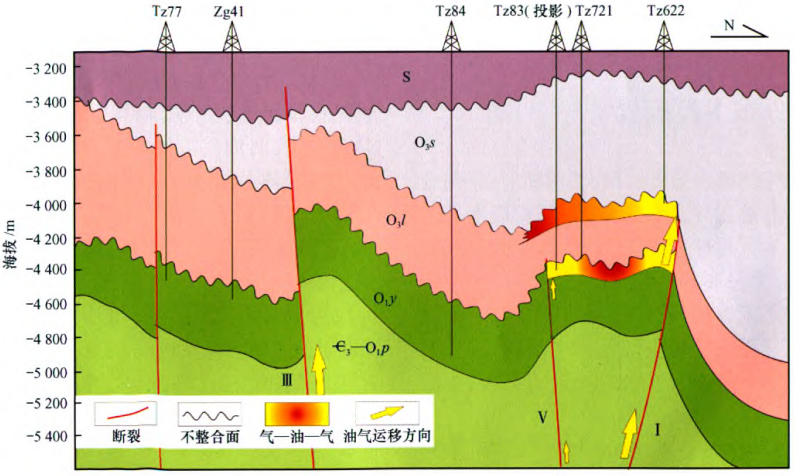 Tz77 Zg41 Tz84 Tz83(投影) Tz721 Tz622
N
-3 200
-3 400
-3 600
-3 800
-4 000
-4 200
-4 400
-4 600
-4 800
-5 000
-5 200
-5 400
海拔/m
S
O₃s
O₃l
O₁y
Є₃—O₁p
III
V
I
断裂 不整合面 气—油—气 油气运移方向